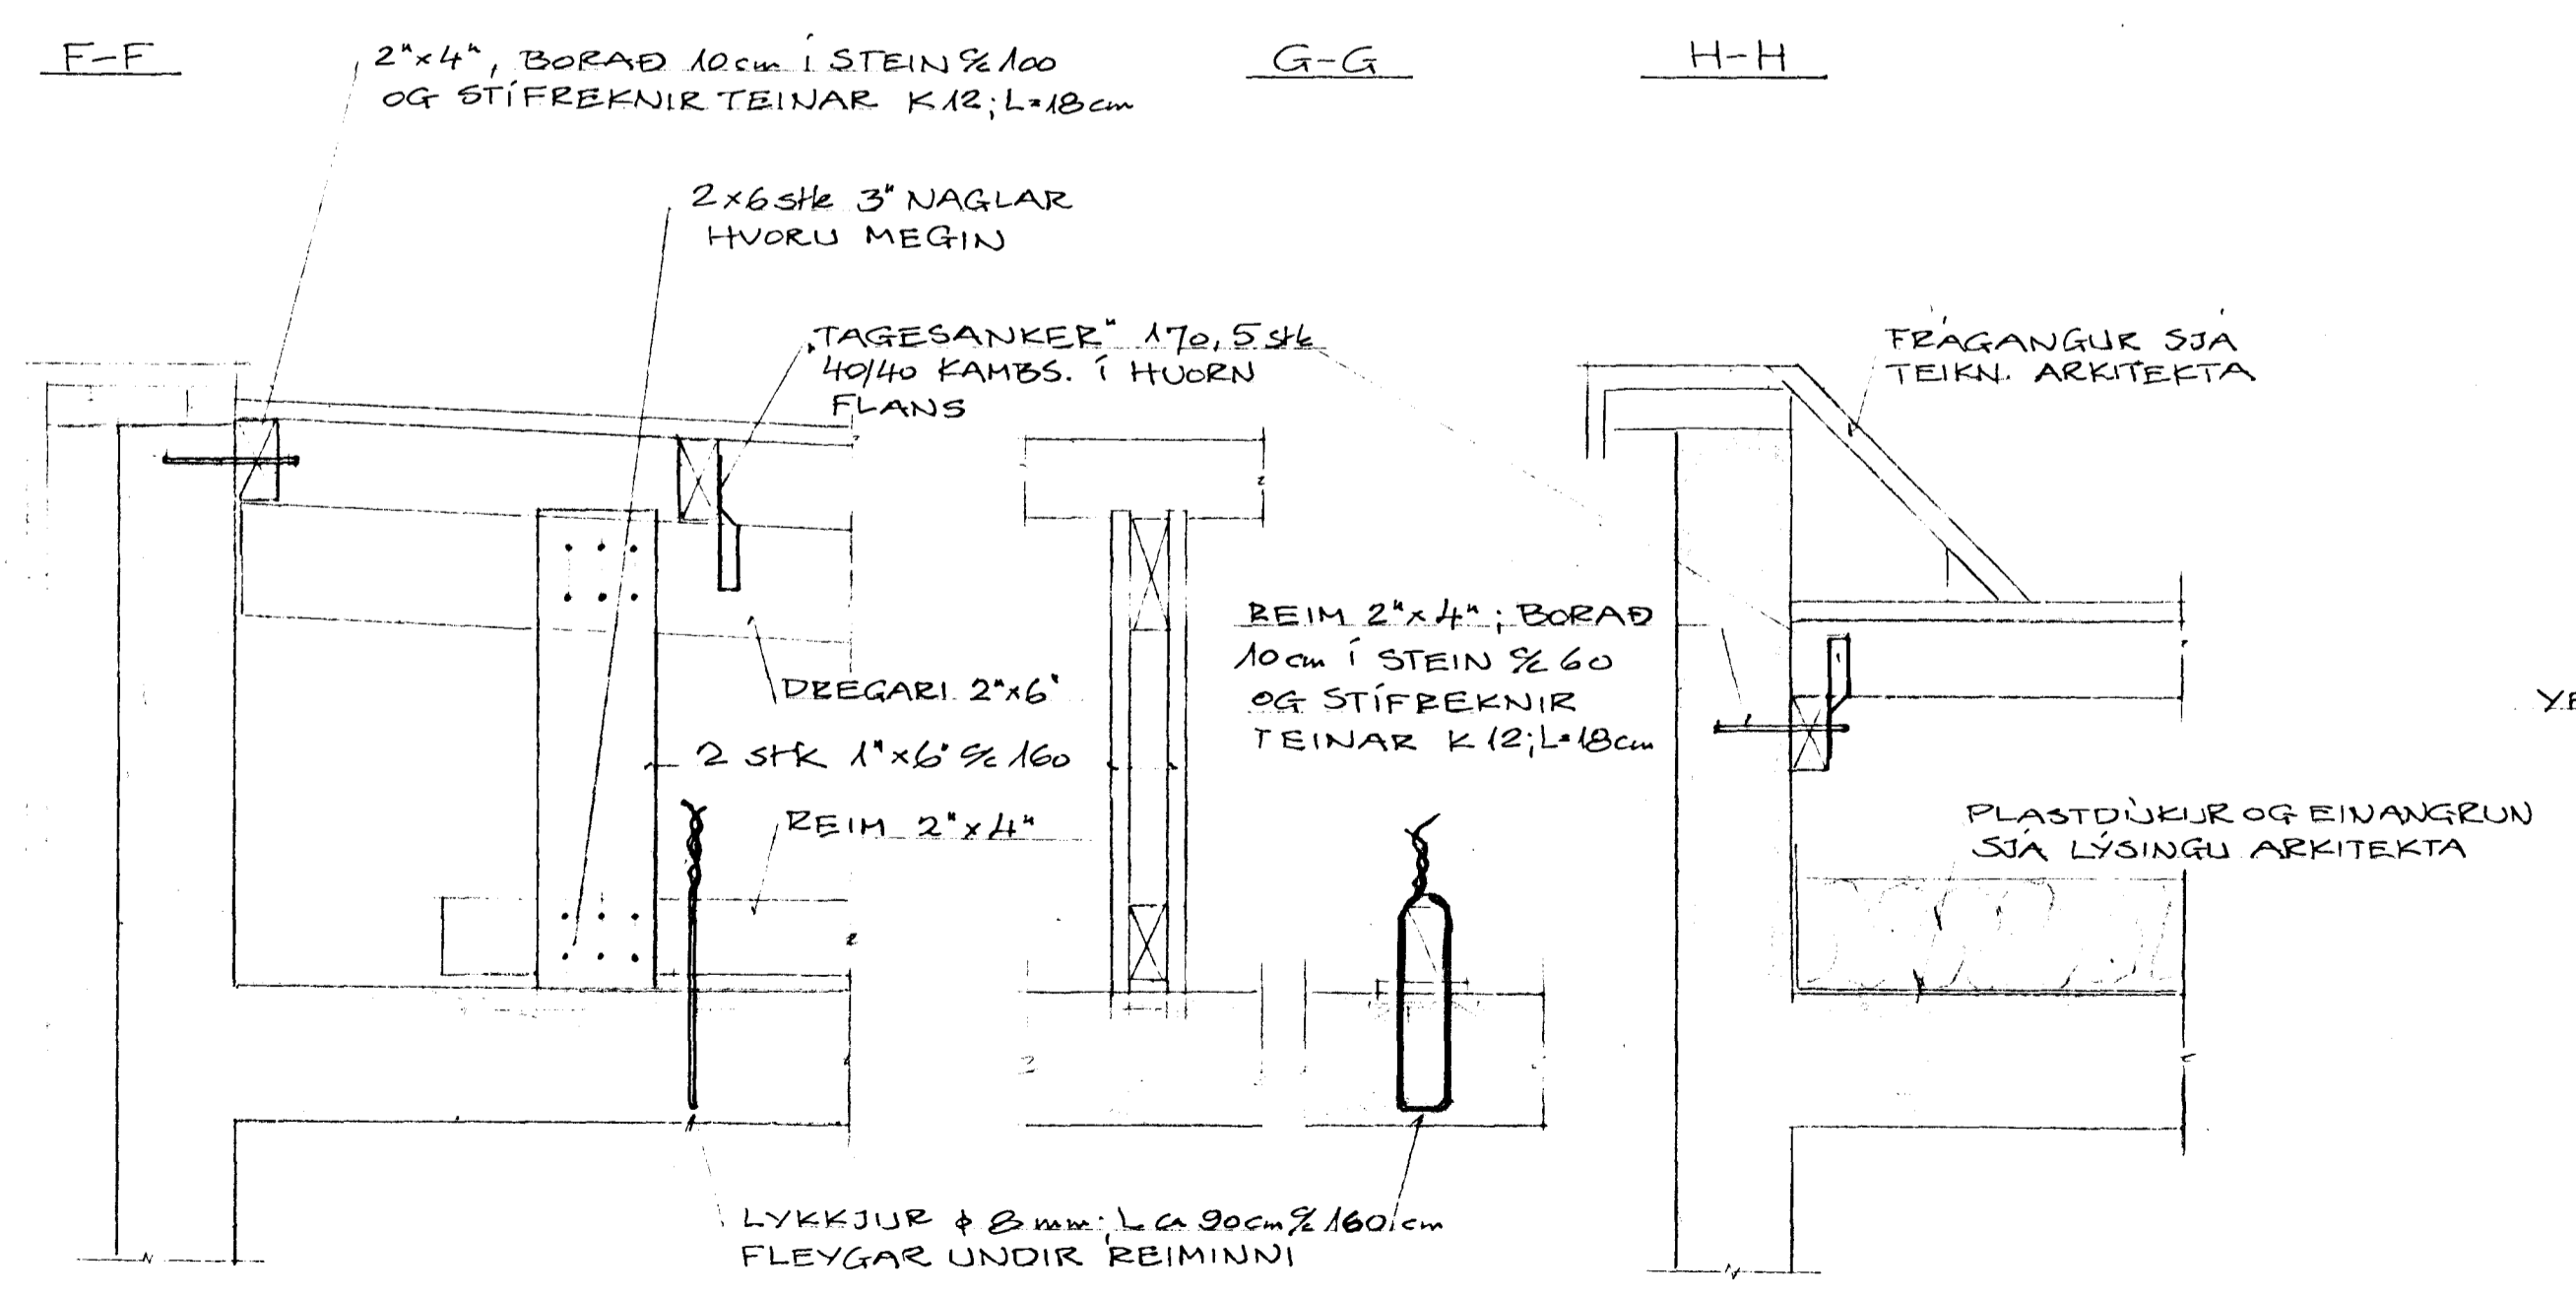 F-F
2"x4", BORAÐ 10cm Í STEIN c/c 100
OG STÍFREKNIR TEINAR K12; L=18cm
G-G
H-H
2x6 stk 3" NAGLAR
HVORU MEGIN
„TAGESANKER" 170, 5 stk
40/40 KAMBS. Í HVORN
FLANS
FRÁGANGUR SJÁ
TEIKN. ARKITEKTA
REIM 2"x4"; BORAÐ
10cm Í STEIN c/c 60
OG STÍFREKNIR
TEINAR K12; L=18cm
DREGARI 2"x6"
2 stk 1"x6" c/c 160
REIM 2"x4"
PLASTDÚKUR OG EINANGRUN
SJÁ LÝSINGU ARKITEKTA
LYKKJUR ϕ 8mm; L ca 90cm c/c 160cm
FLEYGAR UNDIR REIMINNI